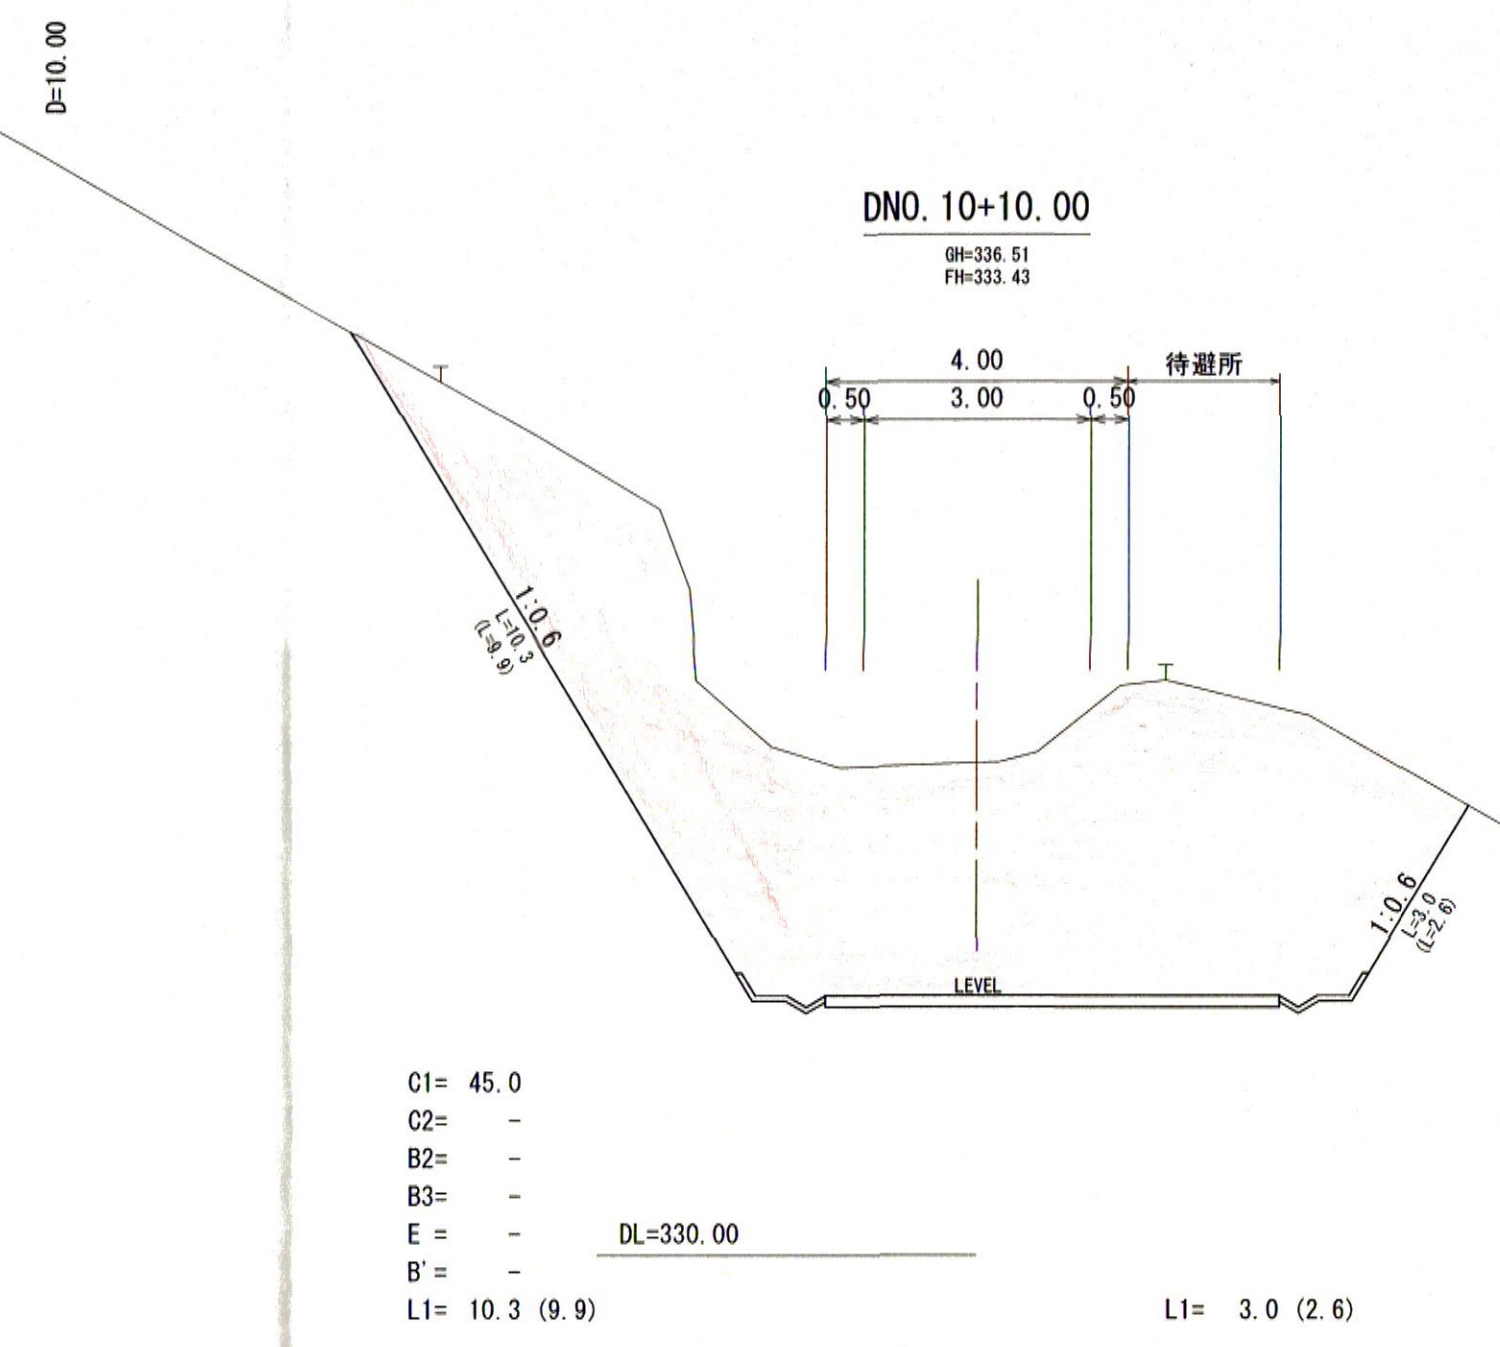 D=10.00
DNO. 10+10.00
GH=336.51
FH=333.43
4.00
待避所
0.50
3.00
0.50
1:0.6
L=10.3
(L=9.9)
1:0.6
L=3.0
(L=2.6)
LEVEL
C1= 45.0
C2= -
B2= -
B3= -
E = -
DL=330.00
B' = -
L1= 10.3 (9.9)
L1= 3.0 (2.6)